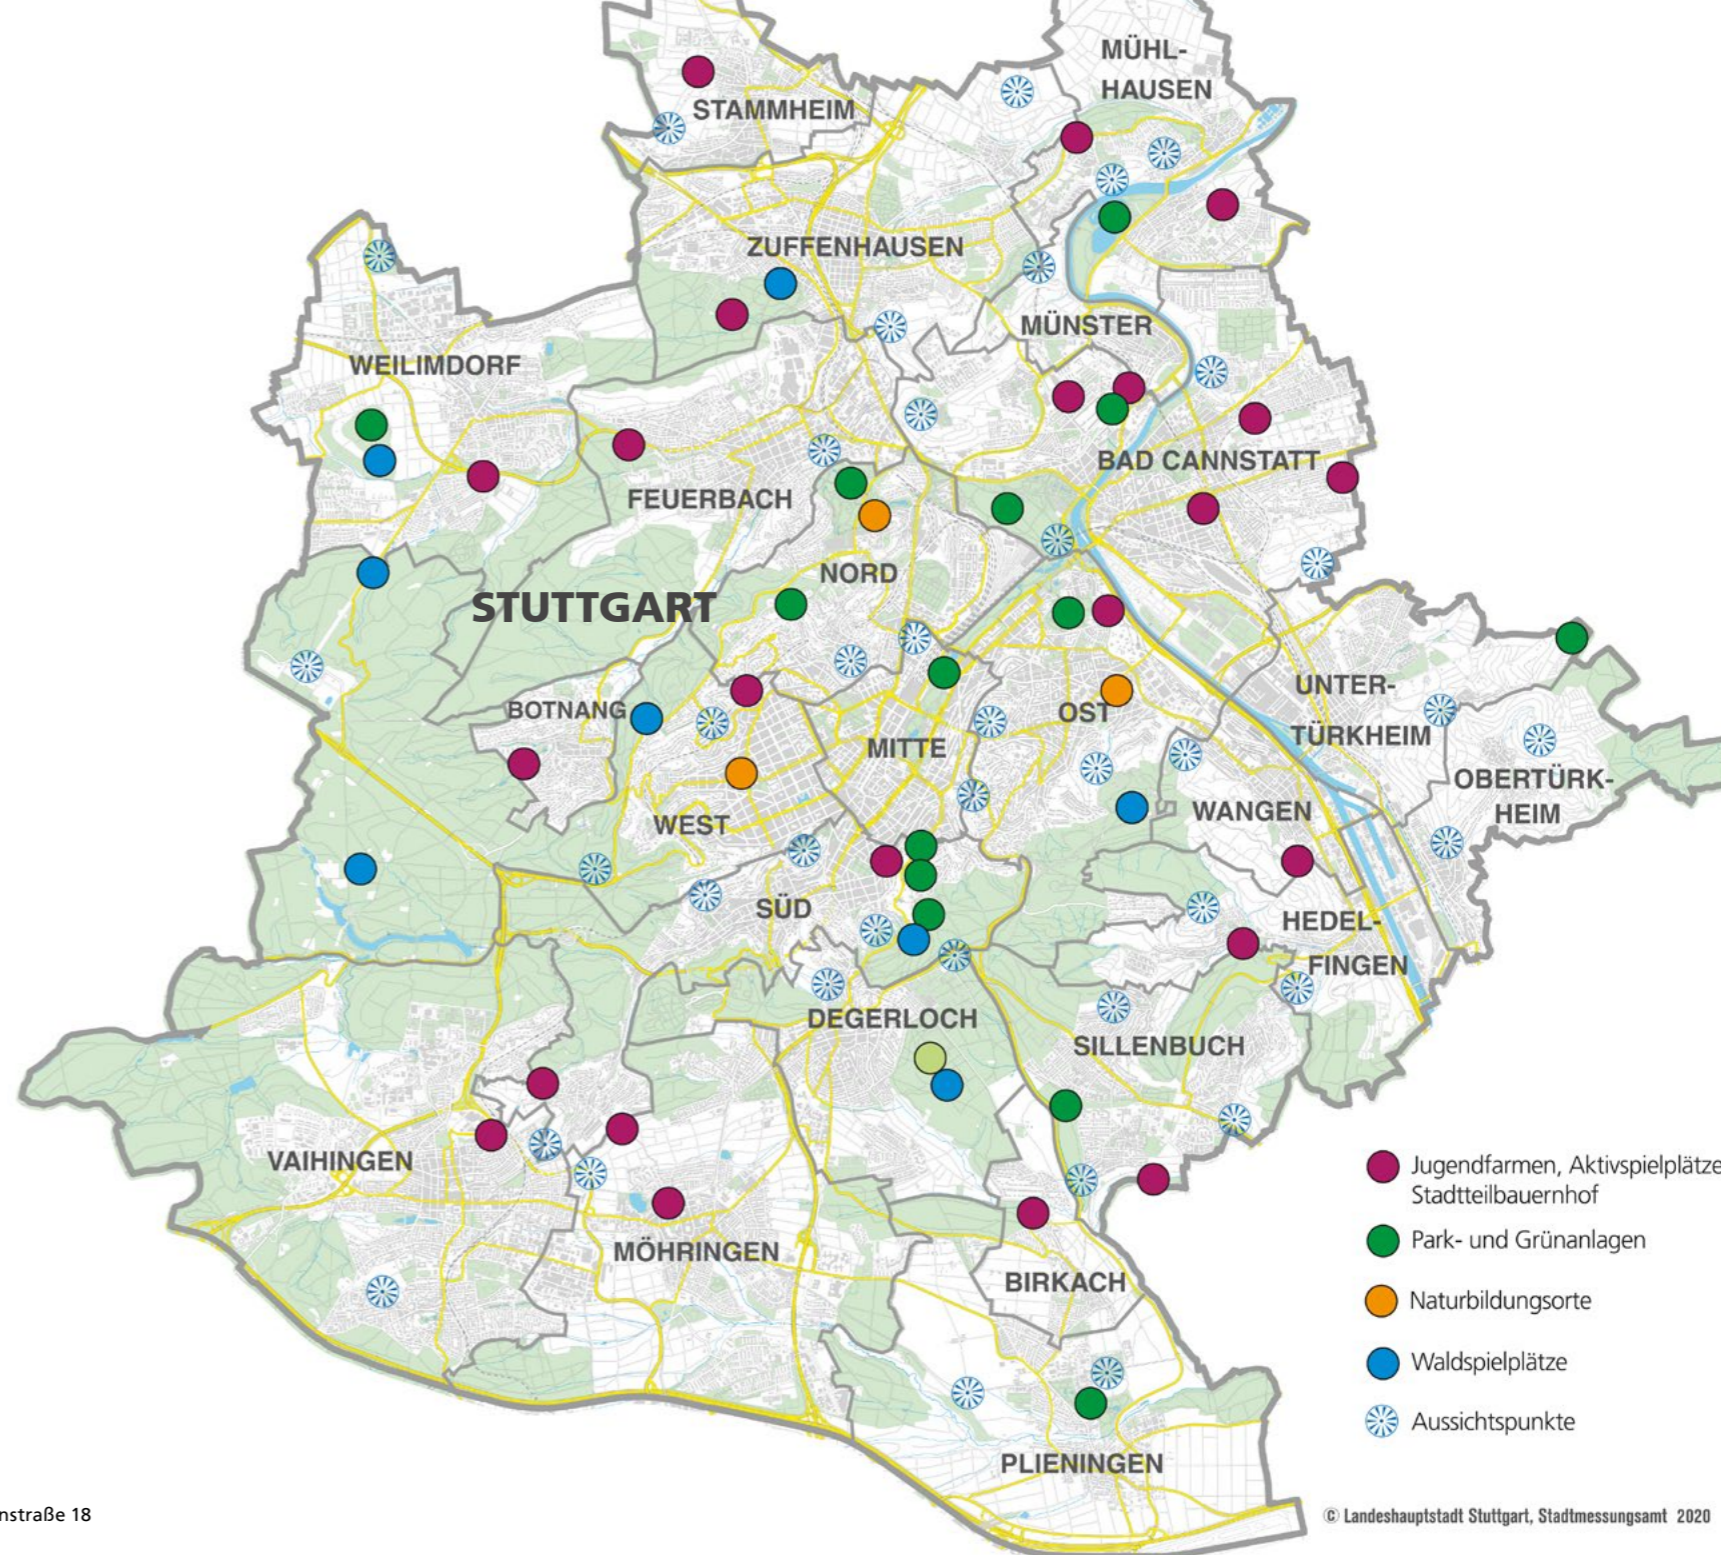 MÜHL-
HAUSEN
STAMMHEIM
ZUFFENHAUSEN
MÜNSTER
WEILIMDORF
BAD CANNSTATT
FEUERBACH
NORD
STUTTGART
UNTER-
TÜRKHEIM
BOTNANG
OST
MITTE
OBERTÜRK-
HEIM
WANGEN
WEST
SÜD
HEDEL-
FINGEN
DEGERLOCH
SILLENBUCH
VAIHINGEN
MÖHRINGEN
BIRKACH
PLIENINGEN
Jugendfarmen, Aktivspielplätze
Stadtteilbauernhof
Park- und Grünanlagen
Naturbildungsorte
Waldspielplätze
Aussichtspunkte
nstraße 18
© Landeshauptstadt Stuttgart, Stadtmessungsamt 2020